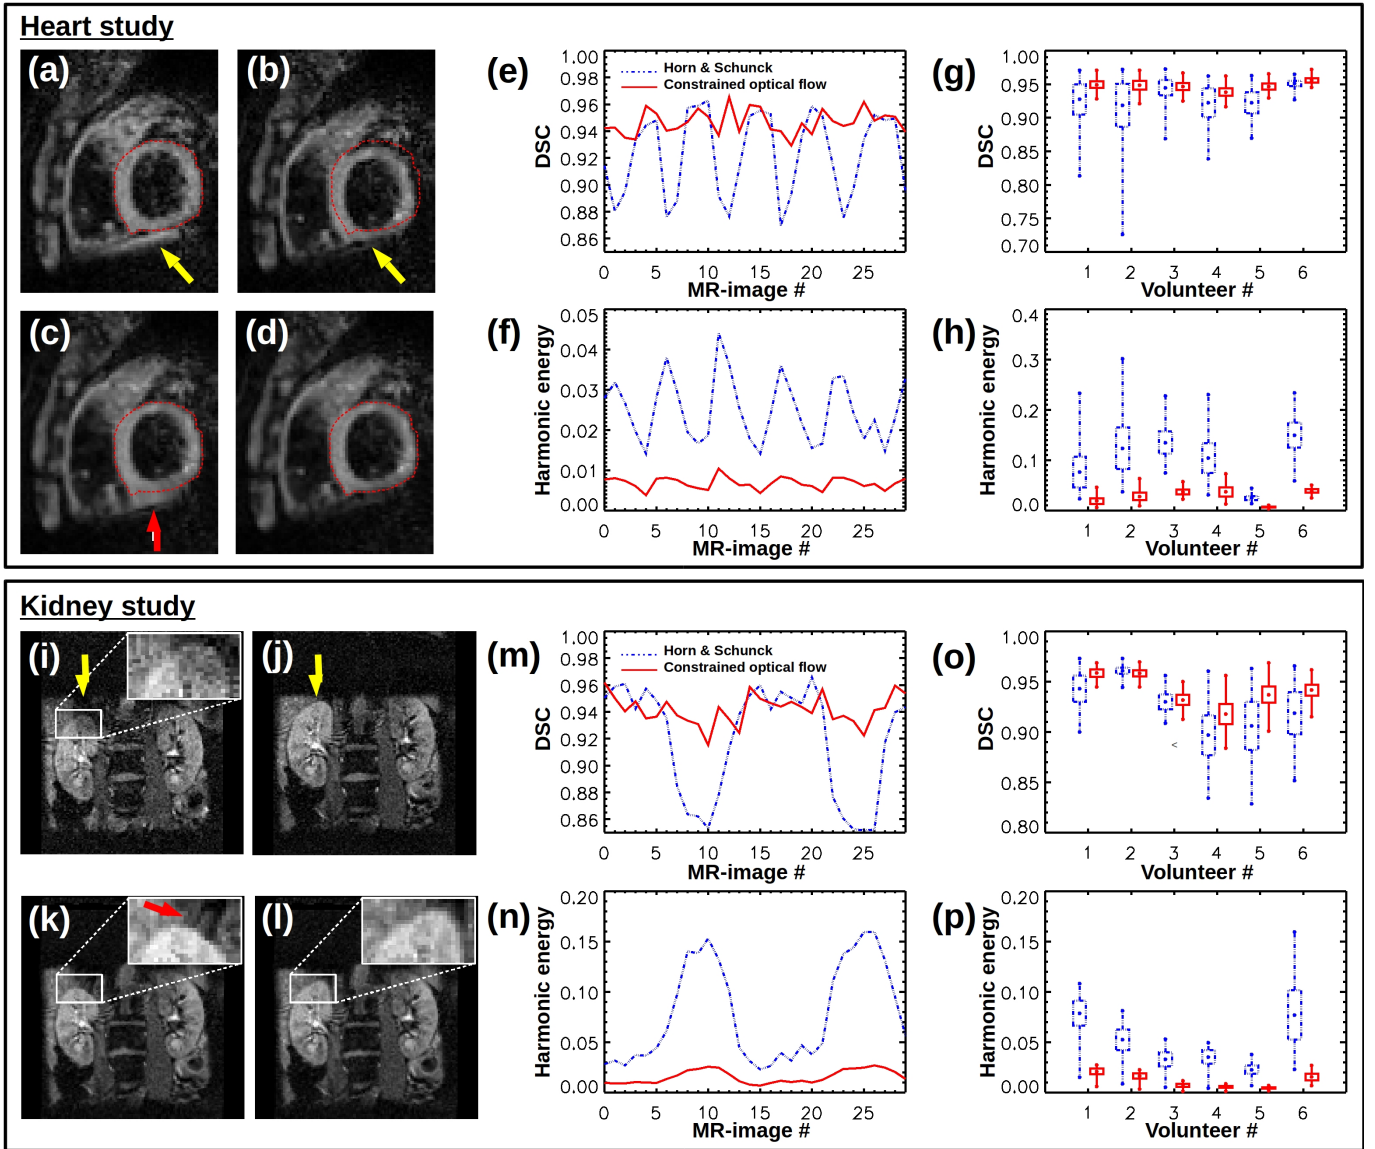 Heart study
(a)
(b)
(c)
(d)
(e)
DSC
1.00
0.98
0.96
0.94
0.92
0.90
0.88
0.86
Horn & Schunck
Constrained optical flow
0 5 10 15 20 25
MR-image #
(g)
DSC
1.00
0.95
0.90
0.85
0.80
0.75
0.70
1 2 3 4 5 6
Volunteer #
(f)
Harmonic energy
0.05
0.04
0.03
0.02
0.01
0.00
0 5 10 15 20 25
MR-image #
(h)
Harmonic energy
0.4
0.3
0.2
0.1
0.0
1 2 3 4 5 6
Volunteer #
Kidney study
(i)
(j)
(k)
(l)
(m)
DSC
1.00
0.98
0.96
0.94
0.92
0.90
0.88
0.86
Horn & Schunck
Constrained optical flow
0 5 10 15 20 25
MR-image #
(o)
DSC
1.00
0.95
0.90
0.85
0.80
<
1 2 3 4 5 6
Volunteer #
(n)
Harmonic energy
0.20
0.15
0.10
0.05
0.00
0 5 10 15 20 25
MR-image #
(p)
Harmonic energy
0.20
0.15
0.10
0.05
0.00
1 2 3 4 5 6
Volunteer #